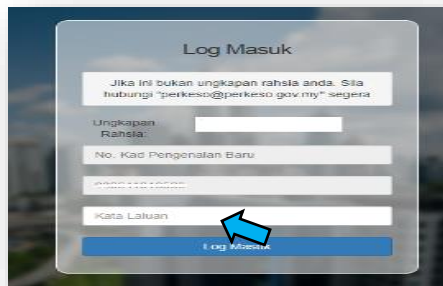 Log Masuk
Jika ini bukan ungkapan rahsia anda. Sila
hubungi "perkeso@perkeso.gov.my" segera
Ungkapan
Rahsia:
No. Kad Pengenalan Baru
Kata Laluan
Log Masuk